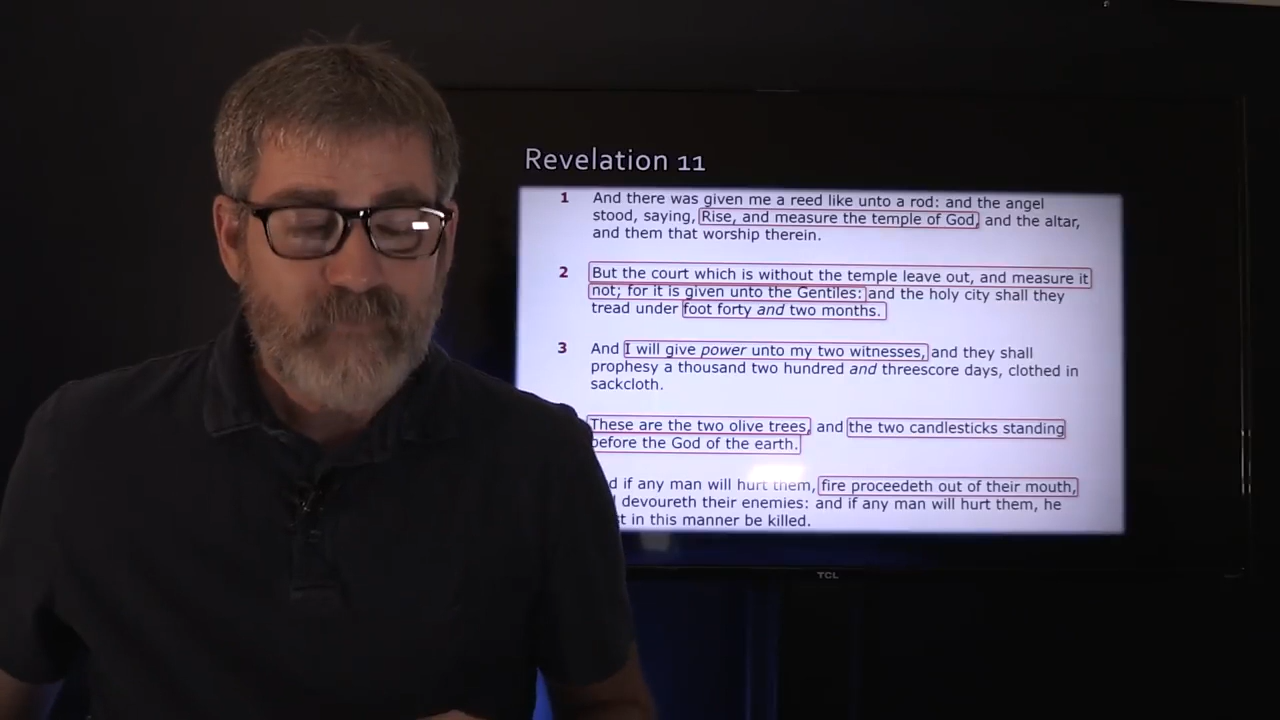 Revelation 11
1 And there was given me a reed like unto a rod: and the angel
stood, saying, Rise, and measure the temple of God, and the altar,
and them that worship therein.
2 But the court which is without the temple leave out, and measure it
not; for it is given unto the Gentiles: and the holy city shall they
tread under foot forty and two months.
3 And I will give power unto my two witnesses, and they shall
prophesy a thousand two hundred and threescore days, clothed in
sackcloth.
These are the two olive trees, and the two candlesticks standing
before the God of the earth.
d if any man will hurt them, fire proceedeth out of their mouth,
devoureth their enemies: and if any man will hurt them, he
t in this manner be killed.
TCL